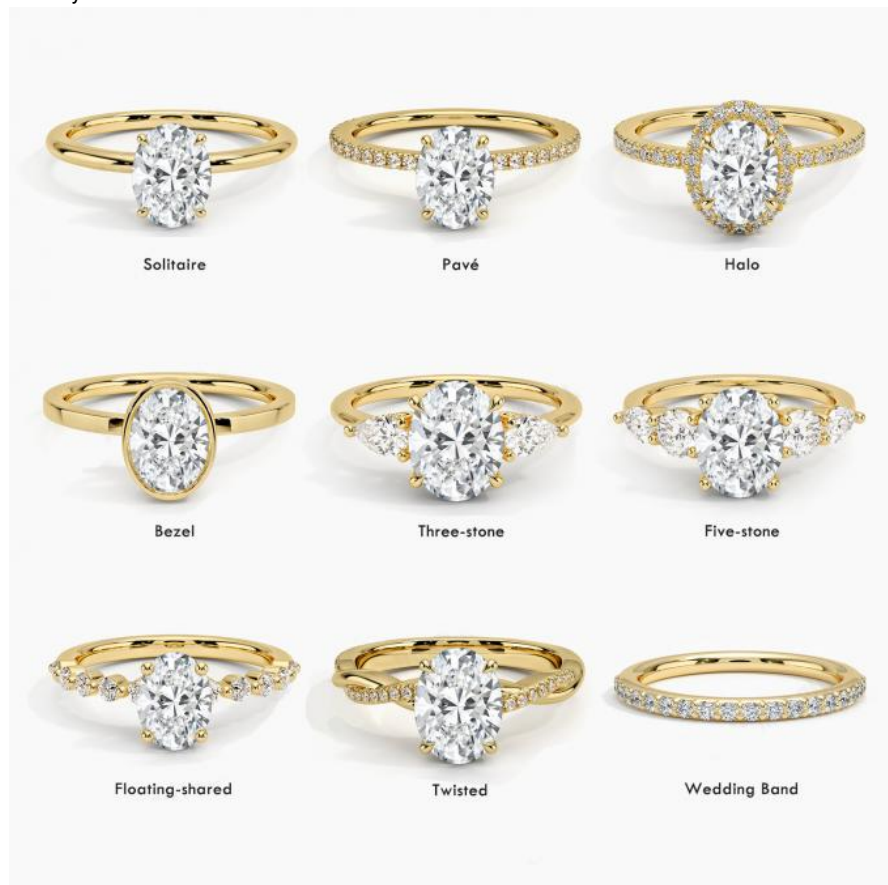 Solitaire
Pavé
Halo
Bezel
Three-stone
Five-stone
Floating-shared
Twisted
Wedding Band